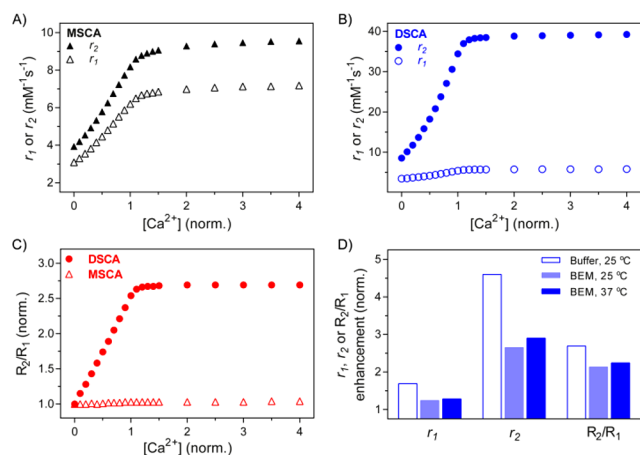 A)
MSCA
r2
r1
10
8
6
4
2
r1 or r2 (mM⁻¹s⁻¹)
0 1 2 3 4
[Ca²⁺] (norm.)
B)
DSCA
r2
r1
40
30
20
10
r1 or r2 (mM⁻¹s⁻¹)
0 1 2 3 4
[Ca²⁺] (norm.)
C)
DSCA
MSCA
3.0
2.5
2.0
1.5
1.0
R2/R1 (norm.)
0 1 2 3 4
[Ca²⁺] (norm.)
D)
Buffer, 25 ºC
BEM, 25 ºC
BEM, 37 ºC
5
4
3
2
1
r1, r2 or R2/R1
enhancement (norm.)
r1 r2 R2/R1